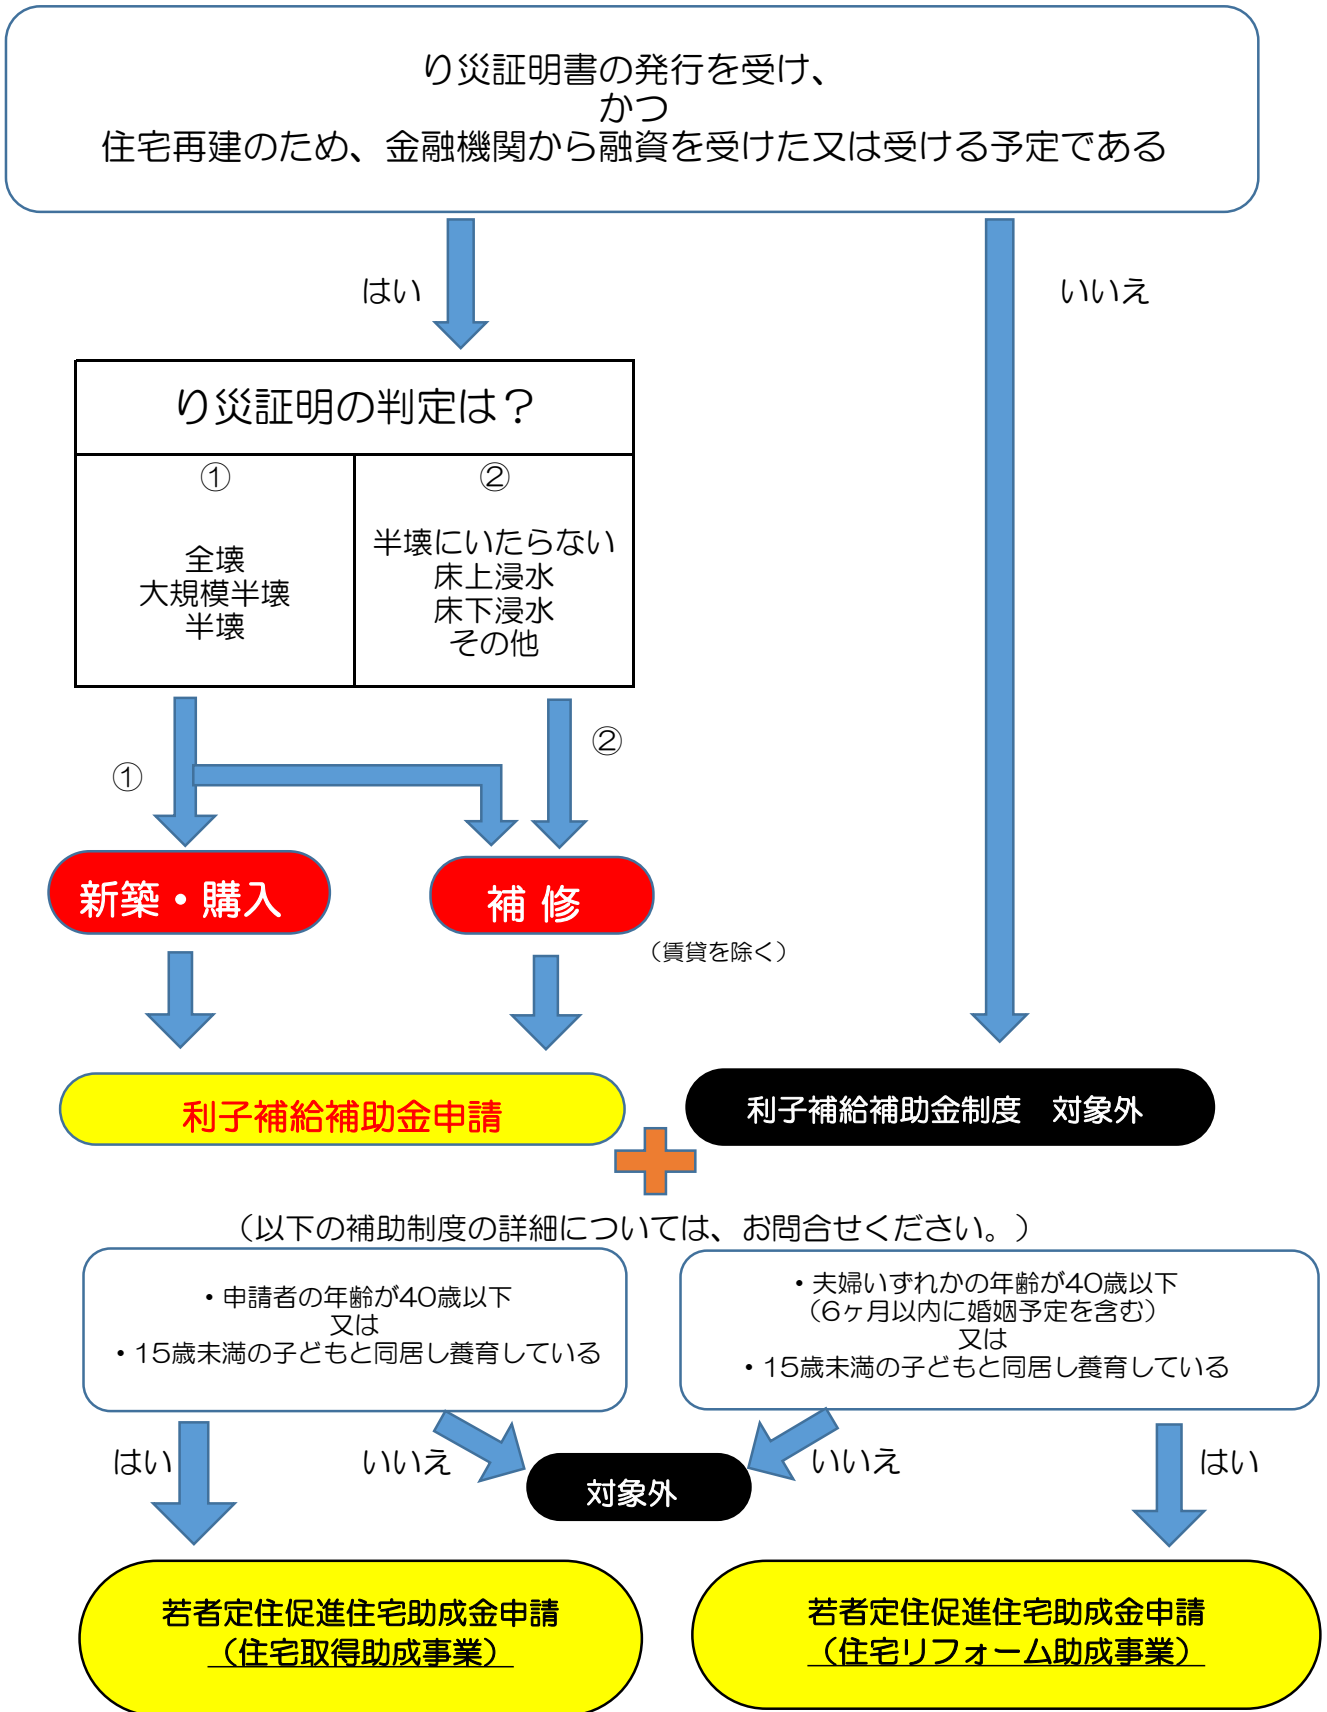 り災証明書の発行を受け、
かつ
住宅再建のため、金融機関から融資を受けた又は受ける予定である
はい
いいえ
り災証明の判定は？
①
②
全壊
大規模半壊
半壊
半壊にいたらない
床上浸水
床下浸水
その他
①
②
新築・購入
補 修
（賃貸を除く）
利子補給補助金申請
利子補給補助金制度　対象外
（以下の補助制度の詳細については、お問合せください。）
・申請者の年齢が40歳以下
又は
・15歳未満の子どもと同居し養育している
・夫婦いずれかの年齢が40歳以下
（6ヶ月以内に婚姻予定を含む）
又は
・15歳未満の子どもと同居し養育している
はい
いいえ
対象外
いいえ
はい
若者定住促進住宅助成金申請
（住宅取得助成事業）
若者定住促進住宅助成金申請
（住宅リフォーム助成事業）